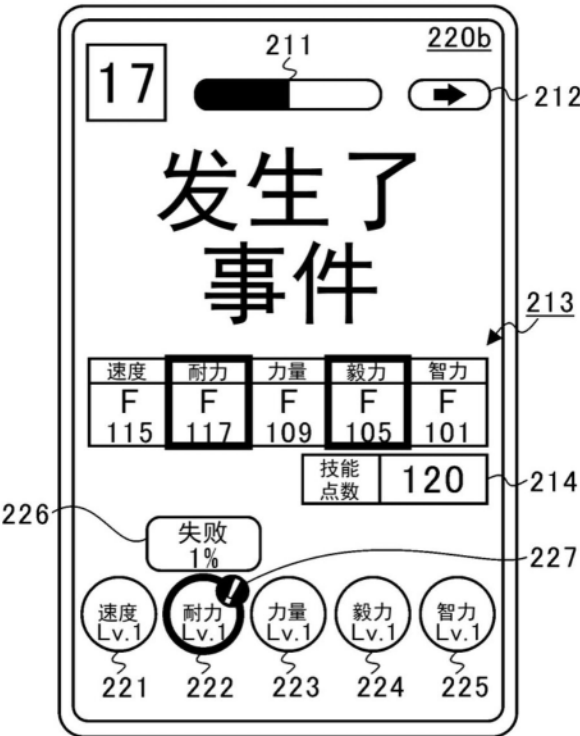 211
220b
17
212
发生了
事件
213
速度 耐力 力量 毅力 智力
F F F F F
115 117 109 105 101
技能
点数
120
214
226
失败
1%
227
!
速度 耐力 力量 毅力 智力
Lv.1 Lv.1 Lv.1 Lv.1 Lv.1
221 222 223 224 225